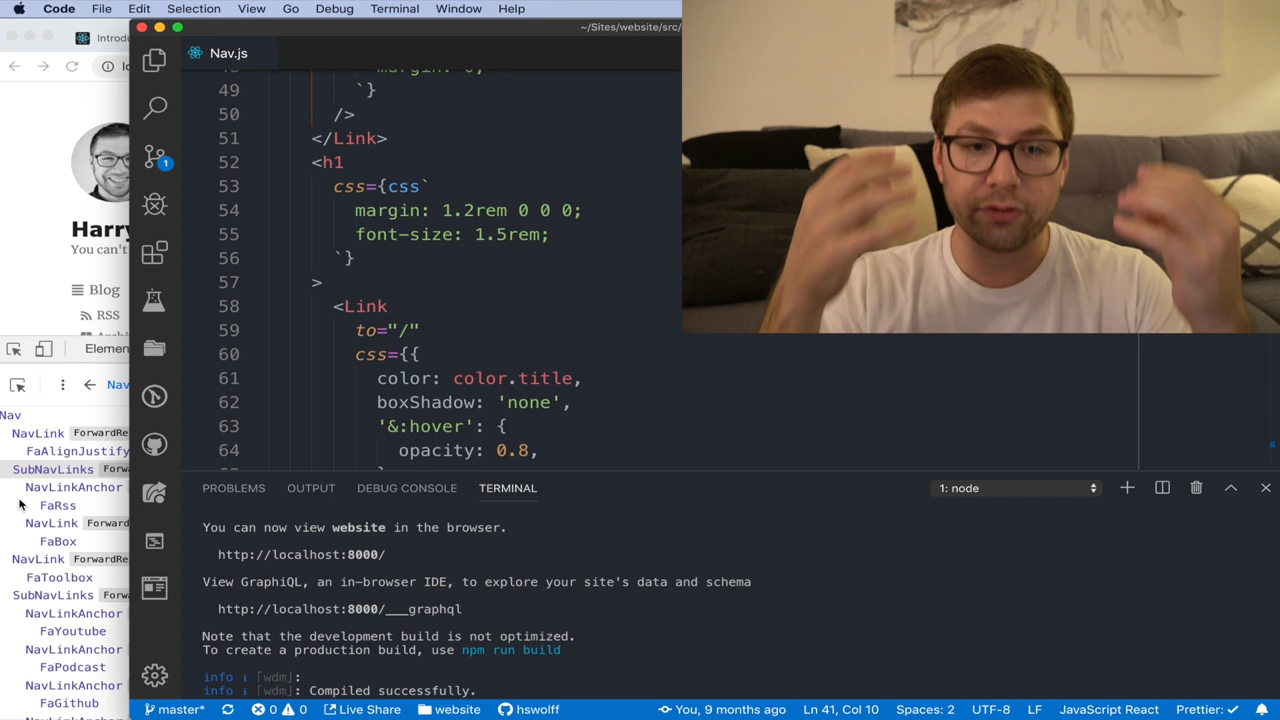 Code File Edit Selection View Go Debug Terminal Window Help
~/Sites/website/src/
Introdu
Nav.js
49 `}
50 />
51 </Link>
52 <h1
53 css={css`
54 margin: 1.2rem 0 0 0;
55 font-size: 1.5rem;
56 `}
57 >
58 <Link
59 to="/"
60 css={{
61 color: color.title,
62 boxShadow: 'none',
63 '&:hover': {
64 opacity: 0.8,
1
Harry
You can't
Blog
RSS
Elemen
Nav
Nav
NavLink ForwardRe
FaAlignJustify
SubNavLinks Forw
NavLinkAnchor
FaRss
NavLink Forward
FaBox
NavLink ForwardRe
FaToolbox
SubNavLinks Forw
NavLinkAnchor
FaYoutube
NavLinkAnchor
FaPodcast
NavLinkAnchor
FaGithub
PROBLEMS OUTPUT DEBUG CONSOLE TERMINAL 1: node
You can now view website in the browser.
http://localhost:8000/
View GraphiQL, an in-browser IDE, to explore your site's data and schema
http://localhost:8000/___graphql
Note that the development build is not optimized.
To create a production build, use npm run build
info i ｢wdm｣:
info i ｢wdm｣: Compiled successfully.
master* 0 0 Live Share website hswolff You, 9 months ago Ln 41, Col 10 Spaces: 2 UTF-8 LF JavaScript React Prettier: ✓